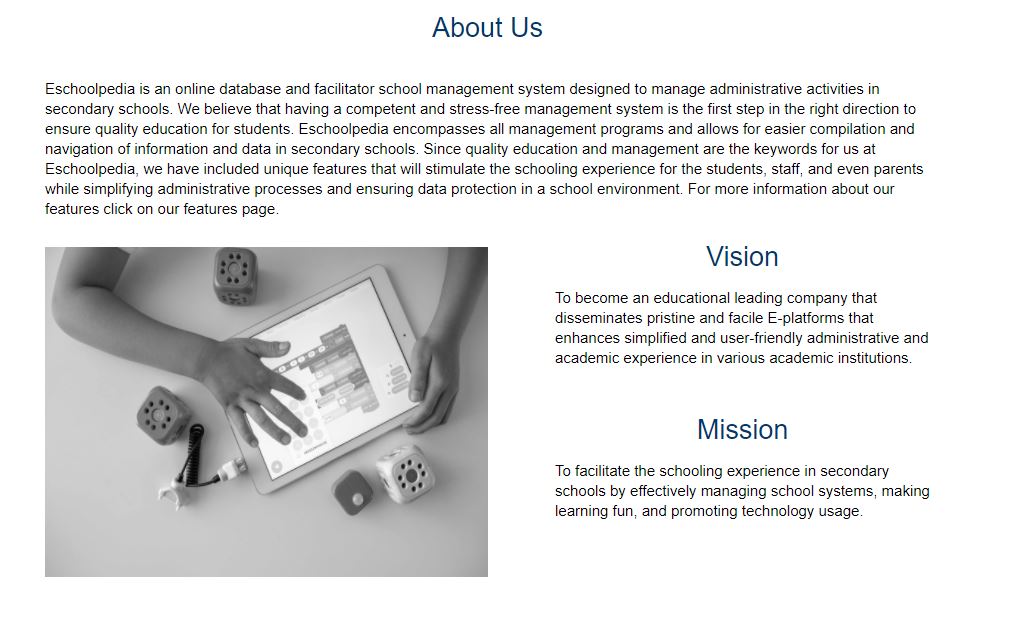 About Us
Eschoolpedia is an online database and facilitator school management system designed to manage administrative activities in
secondary schools. We believe that having a competent and stress-free management system is the first step in the right direction to
ensure quality education for students. Eschoolpedia encompasses all management programs and allows for easier compilation and
navigation of information and data in secondary schools. Since quality education and management are the keywords for us at
Eschoolpedia, we have included unique features that will stimulate the schooling experience for the students, staff, and even parents
while simplifying administrative processes and ensuring data protection in a school environment. For more information about our
features click on our features page.
Vision
To become an educational leading company that
disseminates pristine and facile E-platforms that
enhances simplified and user-friendly administrative and
academic experience in various academic institutions.
Mission
To facilitate the schooling experience in secondary
schools by effectively managing school systems, making
learning fun, and promoting technology usage.